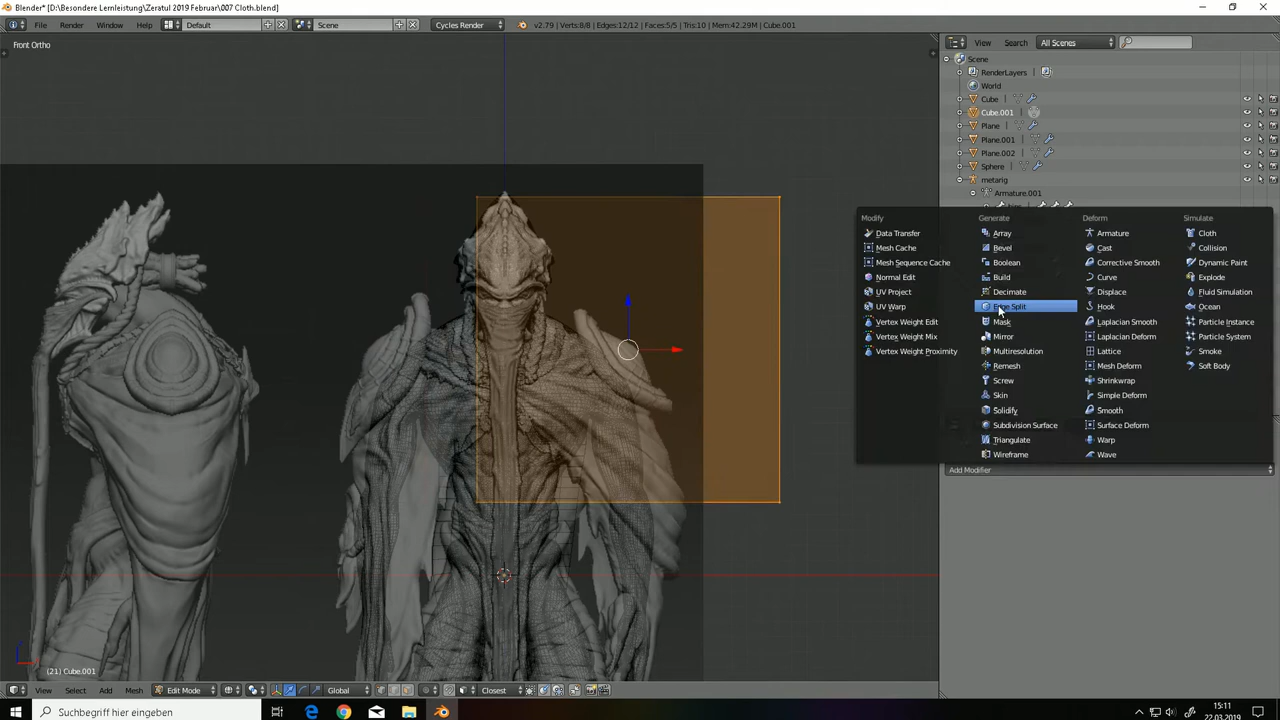 Blender* [D:\Besondere Lernleistung\Zeratul 2019 Februar\007 Cloth.blend]
File Render Window Help Default Scene Cycles Render v2.79 | Verts:8/8 | Edges:12/12 | Faces:5/5 | Tris:10 | Mem:42.29M | Cube.001
View Search All Scenes
Front Ortho
Scene
RenderLayers
World
Cube
Cube.001
Plane
Plane.001
Plane.002
Sphere
metarig
Armature.001
Modify Generate Deform Simulate
Data Transfer Array Armature Cloth
Mesh Cache Bevel Cast Collision
Mesh Sequence Cache Boolean Corrective Smooth Dynamic Paint
Normal Edit Build Curve Explode
UV Project Decimate Displace Fluid Simulation
UV Warp Edge Split Hook Ocean
Vertex Weight Edit Mask Laplacian Smooth Particle Instance
Vertex Weight Mix Mirror Laplacian Deform Particle System
Vertex Weight Proximity Multiresolution Lattice Smoke
Remesh Mesh Deform Soft Body
Screw Shrinkwrap
Skin Simple Deform
Solidify Smooth
Subdivision Surface Surface Deform
Triangulate Warp
Wireframe Wave
Add Modifier
(21) Cube.001
View Select Add Mesh Edit Mode Global Closest
Suchbegriff hier eingeben
15:11
22.03.2019